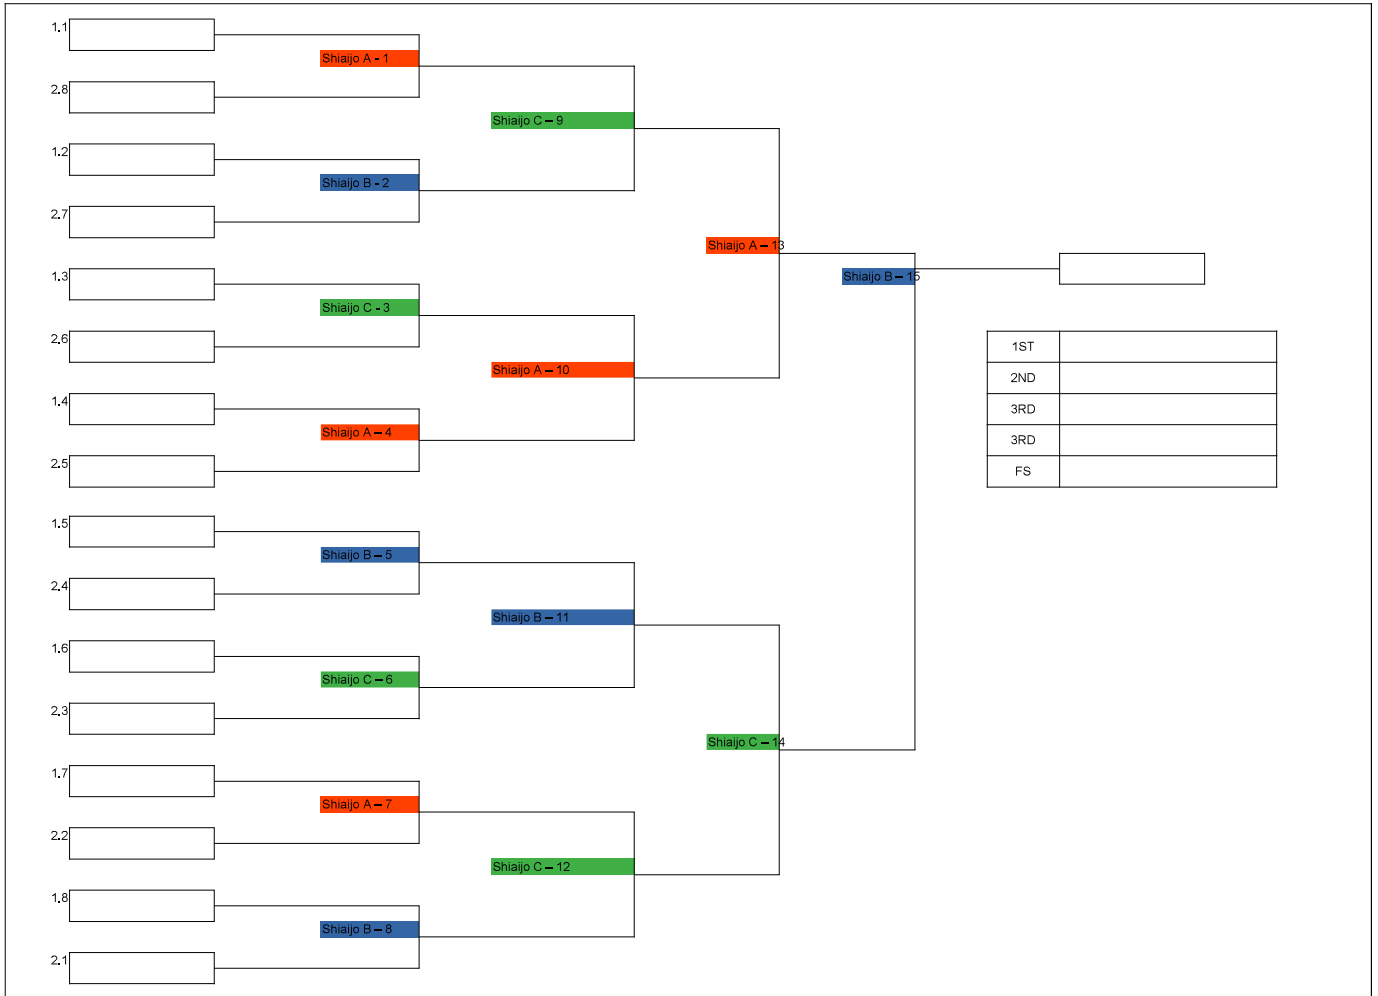 1.1
Shiaijo A - 1
2.8
Shiaijo C – 9
1.2
Shiaijo B - 2
2.7
Shiaijo A – 13
1.3
Shiaijo B – 15
Shiaijo C - 3
2.6
1ST
Shiaijo A – 10
2ND
1.4
3RD
Shiaijo A – 4
3RD
2.5
FS
1.5
Shiaijo B – 5
2.4
Shiaijo B – 11
1.6
Shiaijo C – 6
2.3
Shiaijo C – 14
1.7
Shiaijo A – 7
2.2
Shiaijo C – 12
1.8
Shiaijo B – 8
2.1